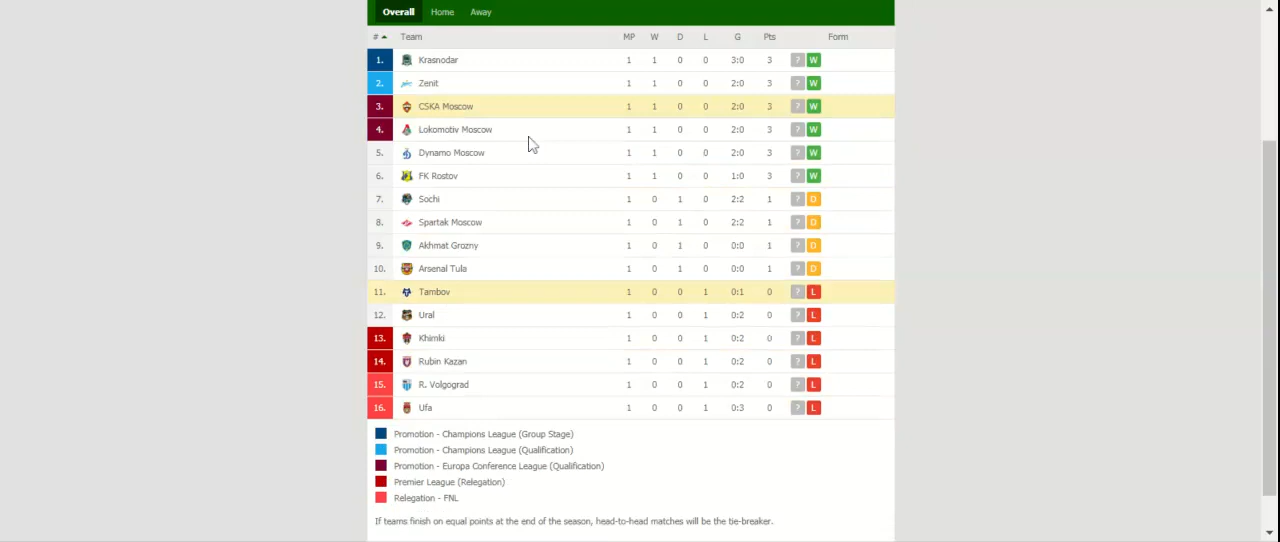 Overall Home Away
# Team MP W D L G Pts Form
1. Krasnodar 1 1 0 0 3:0 3 ? W
2. Zenit 1 1 0 0 2:0 3 ? W
3. CSKA Moscow 1 1 0 0 2:0 3 ? W
4. Lokomotiv Moscow 1 1 0 0 2:0 3 ? W
5. Dynamo Moscow 1 1 0 0 2:0 3 ? W
6. FK Rostov 1 1 0 0 1:0 3 ? W
7. Sochi 1 0 1 0 2:2 1 ? D
8. Spartak Moscow 1 0 1 0 2:2 1 ? D
9. Akhmat Grozny 1 0 1 0 0:0 1 ? D
10. Arsenal Tula 1 0 1 0 0:0 1 ? D
11. Tambov 1 0 0 1 0:1 0 ? L
12. Ural 1 0 0 1 0:2 0 ? L
13. Khimki 1 0 0 1 0:2 0 ? L
14. Rubin Kazan 1 0 0 1 0:2 0 ? L
15. R. Volgograd 1 0 0 1 0:2 0 ? L
16. Ufa 1 0 0 1 0:3 0 ? L
Promotion - Champions League (Group Stage)
Promotion - Champions League (Qualification)
Promotion - Europa Conference League (Qualification)
Premier League (Relegation)
Relegation - FNL
If teams finish on equal points at the end of the season, head-to-head matches will be the tie-breaker.